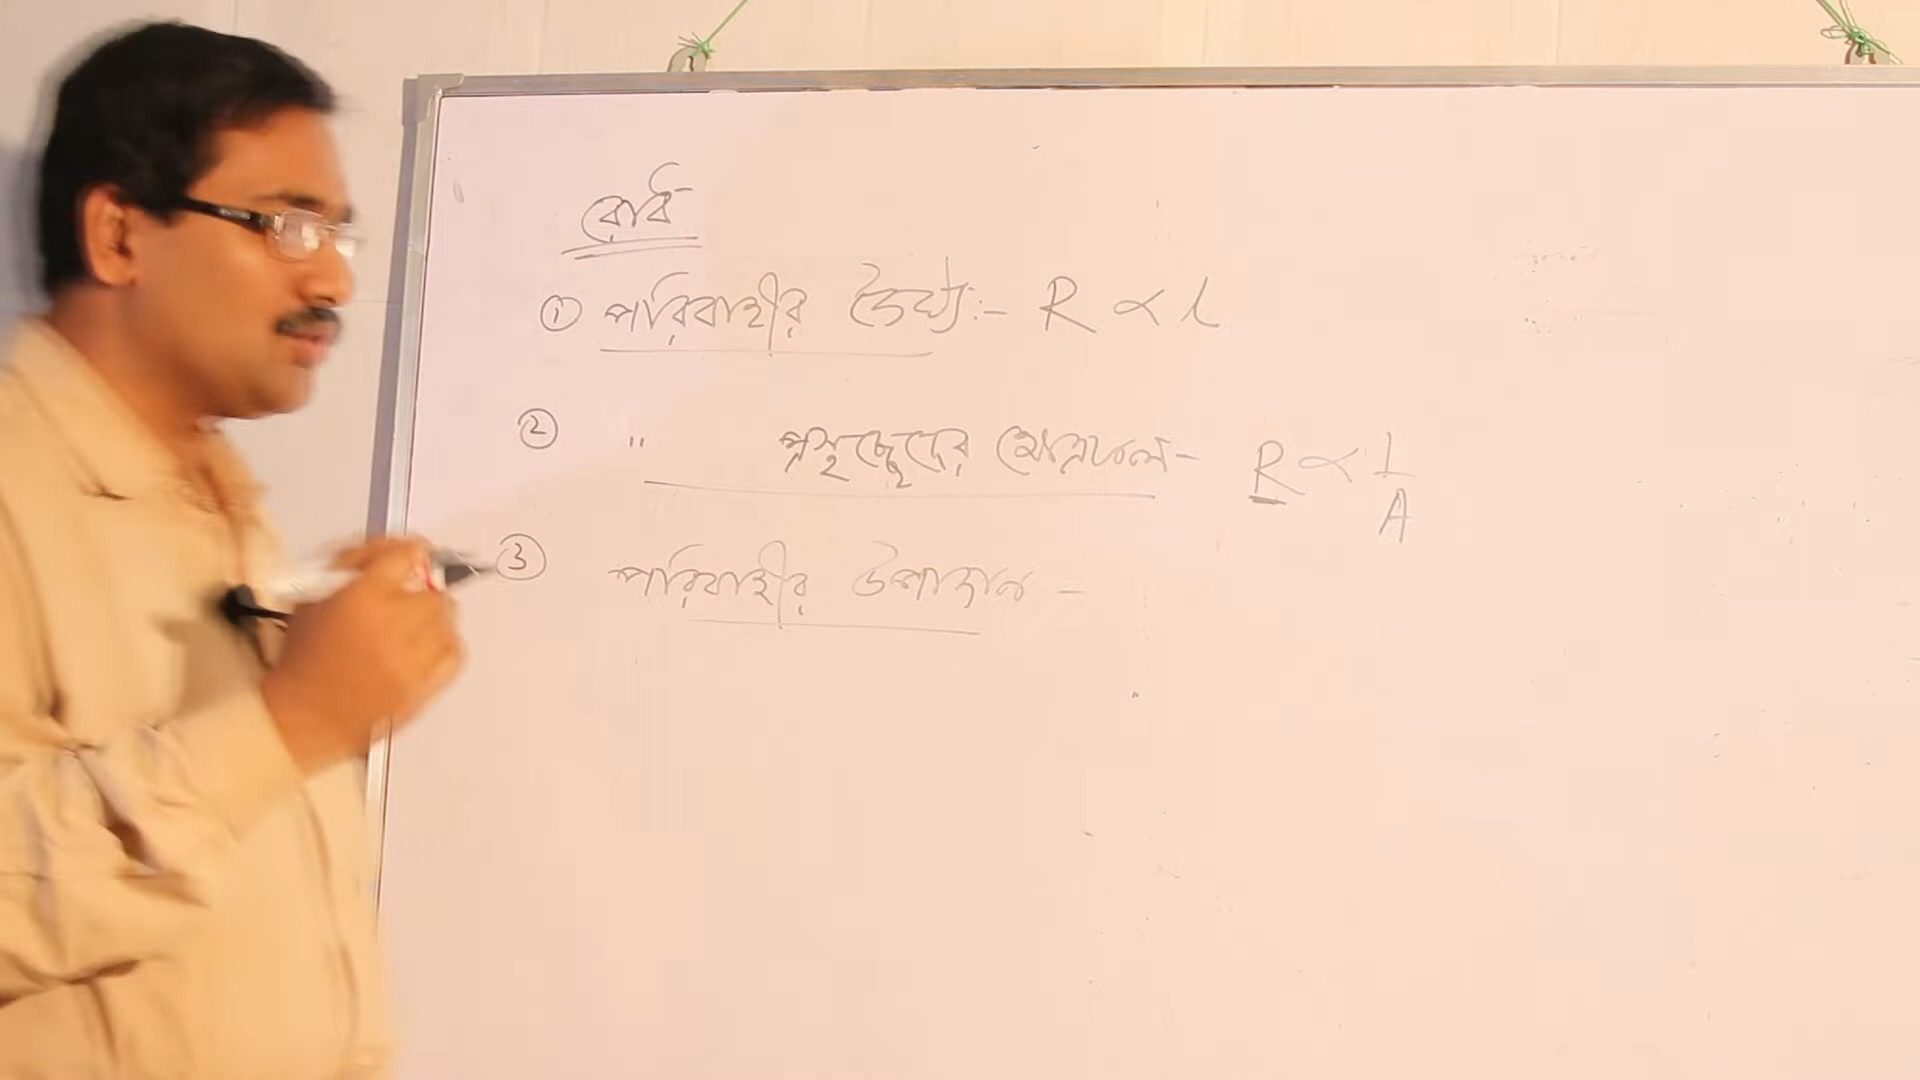 রোধ
① পরিবাহীর দৈর্ঘ্য:- R ∝ l
② " প্রস্থচ্ছেদের ক্ষেত্রফল- R ∝ 1/A
③ পরিবাহীর উপাদান -